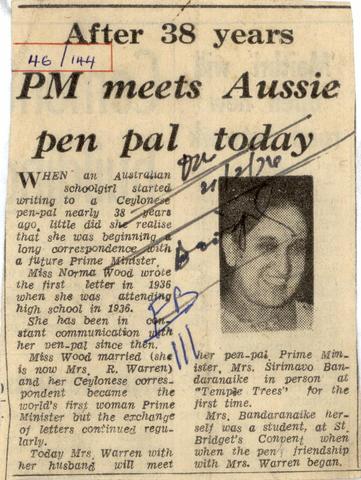 After 38 years
46/144
PM meets Aussie
pen pal today
WHEN an Australian
schoolgirl started
writing to a Ceylonese
pen-pal nearly 38 years
ago, little did she realise
that she was beginning a
long correspondence with
a future Prime Minister.
Miss Norma Wood wrote
the first letter in 1936
when she was attending
high school in 1936.
She has been in constant communication with
her pen-pal since then.
Miss Wood married (she
is now Mrs. R. Warren)
and her Ceylonese corres-
pondent became the
world's first woman Prime
Minister but the exchange
of letters continued regu-
larly.
Today Mrs. Warren with
her husband will meet
her pen-pal, Prime Min-
ister, Mrs. Sirimavo Ban-
daranaike in person at
"Temple Trees" for the
first time.
Mrs. Bandaranaike her-
self was a student, at St.
Bridget's Convent when
when the pen friendship
with Mrs. Warren began.